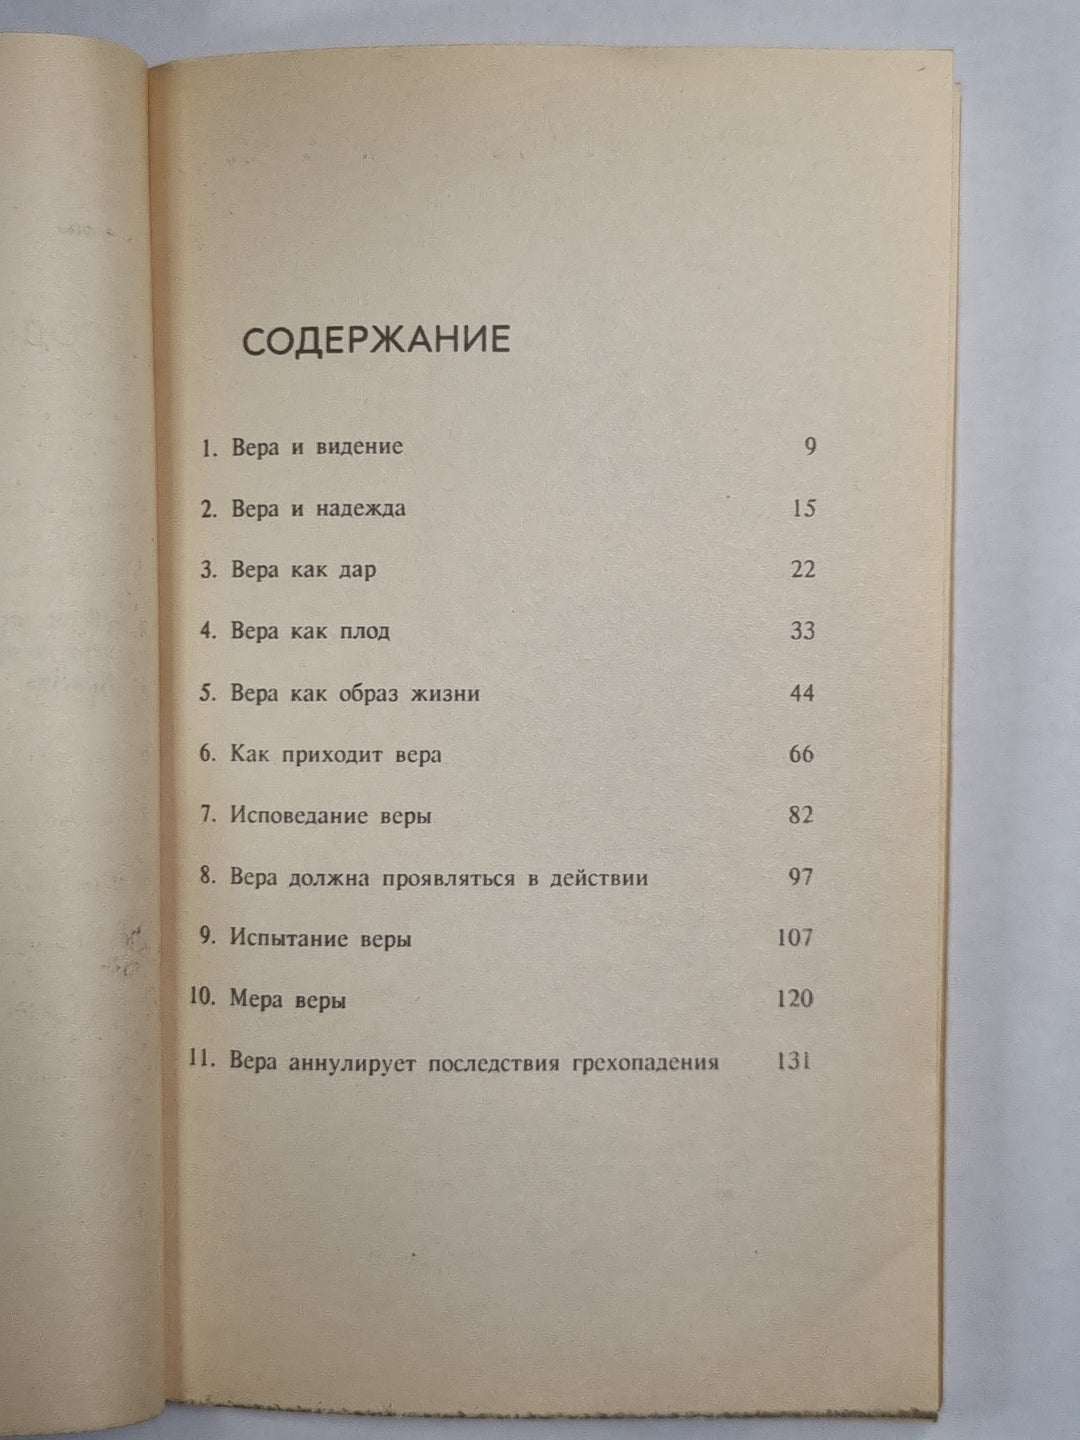 СОДЕРЖАНИЕ
1. Вера и видение 9
2. Вера и надежда 15
3. Вера как дар 22
4. Вера как плод 33
5. Вера как образ жизни 44
6. Как приходит вера 66
7. Исповедание веры 82
8. Вера должна проявляться в действии 97
9. Испытание веры 107
10. Мера веры 120
11. Вера аннулирует последствия грехопадения 131